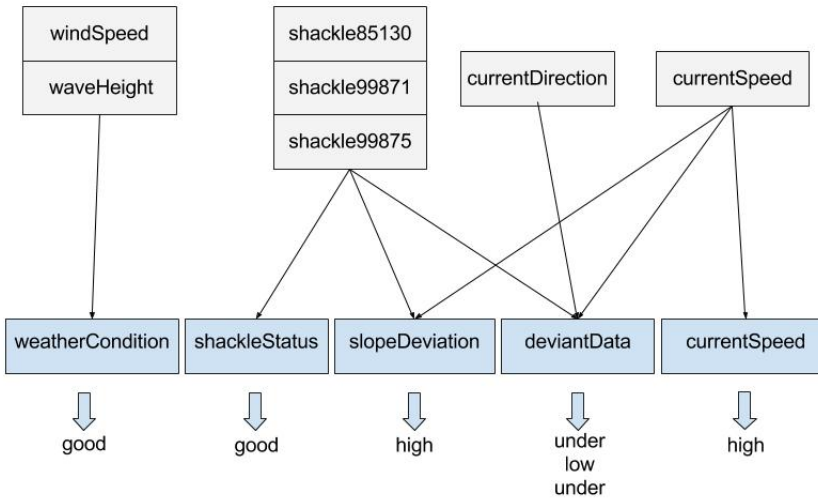 windSpeed
waveHeight
shackle85130
shackle99871
shackle99875
currentDirection
currentSpeed
weatherCondition
shackleStatus
slopeDeviation
deviantData
currentSpeed
good
good
high
under
low
under
high